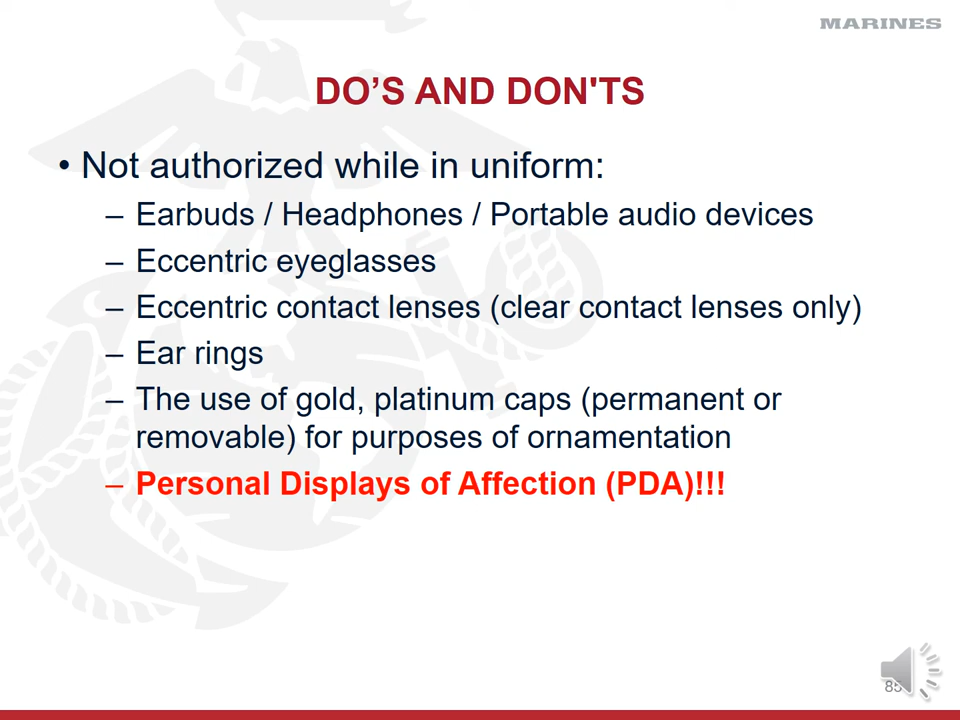 MARINES
DO’S AND DON'TS
• Not authorized while in uniform:
– Earbuds / Headphones / Portable audio devices
– Eccentric eyeglasses
– Eccentric contact lenses (clear contact lenses only)
– Ear rings
– The use of gold, platinum caps (permanent or
removable) for purposes of ornamentation
– Personal Displays of Affection (PDA)!!!
85